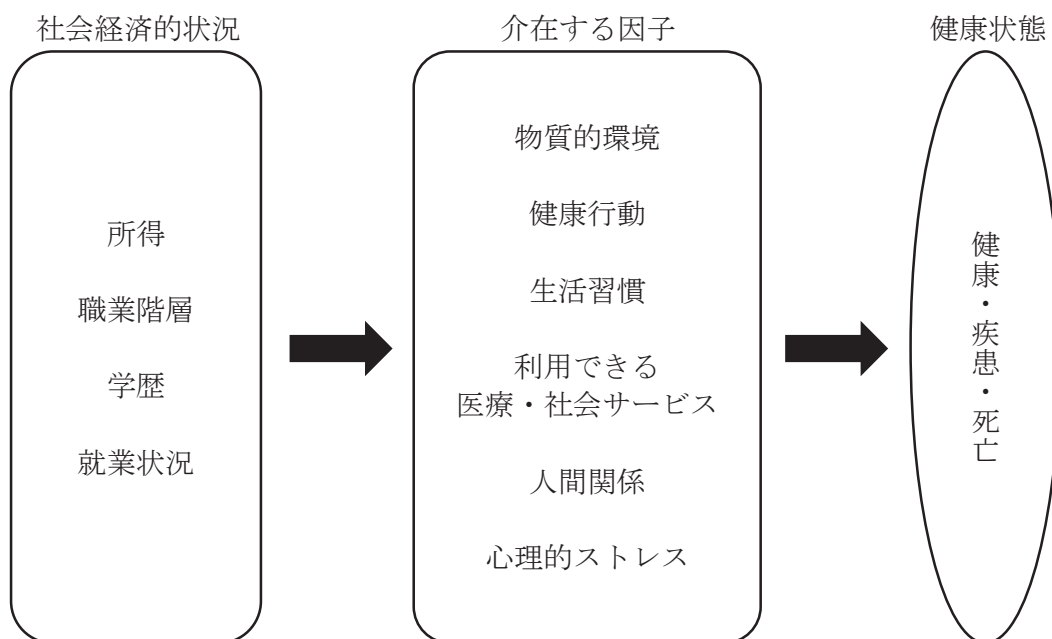 社会経済的状況
所得
職業階層
学歴
就業状況
介在する因子
物質的環境
健康行動
生活習慣
利用できる
医療・社会サービス
人間関係
心理的ストレス
健康状態
健康・疾患・死亡